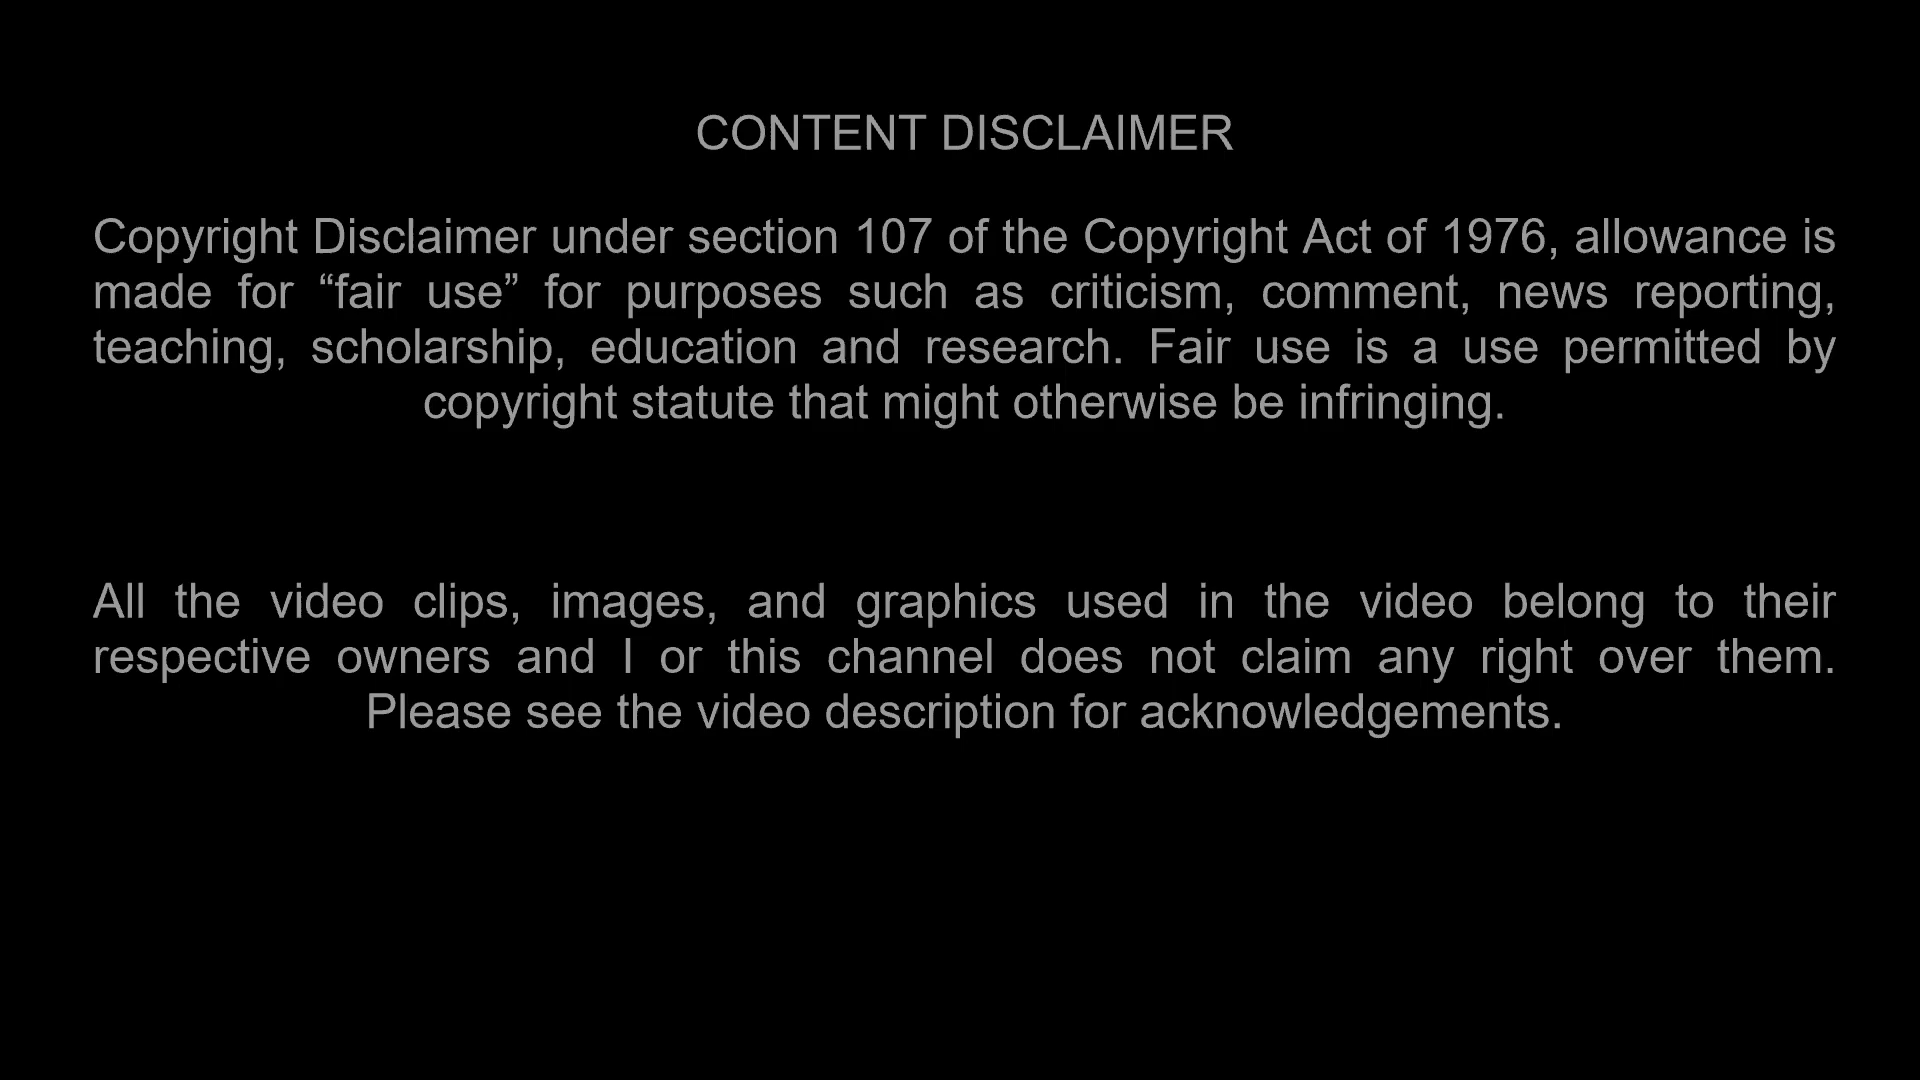 CONTENT DISCLAIMER
Copyright Disclaimer under section 107 of the Copyright Act of 1976, allowance is
made for “fair use” for purposes such as criticism, comment, news reporting,
teaching, scholarship, education and research. Fair use is a use permitted by
copyright statute that might otherwise be infringing.
All the video clips, images, and graphics used in the video belong to their
respective owners and I or this channel does not claim any right over them.
Please see the video description for acknowledgements.